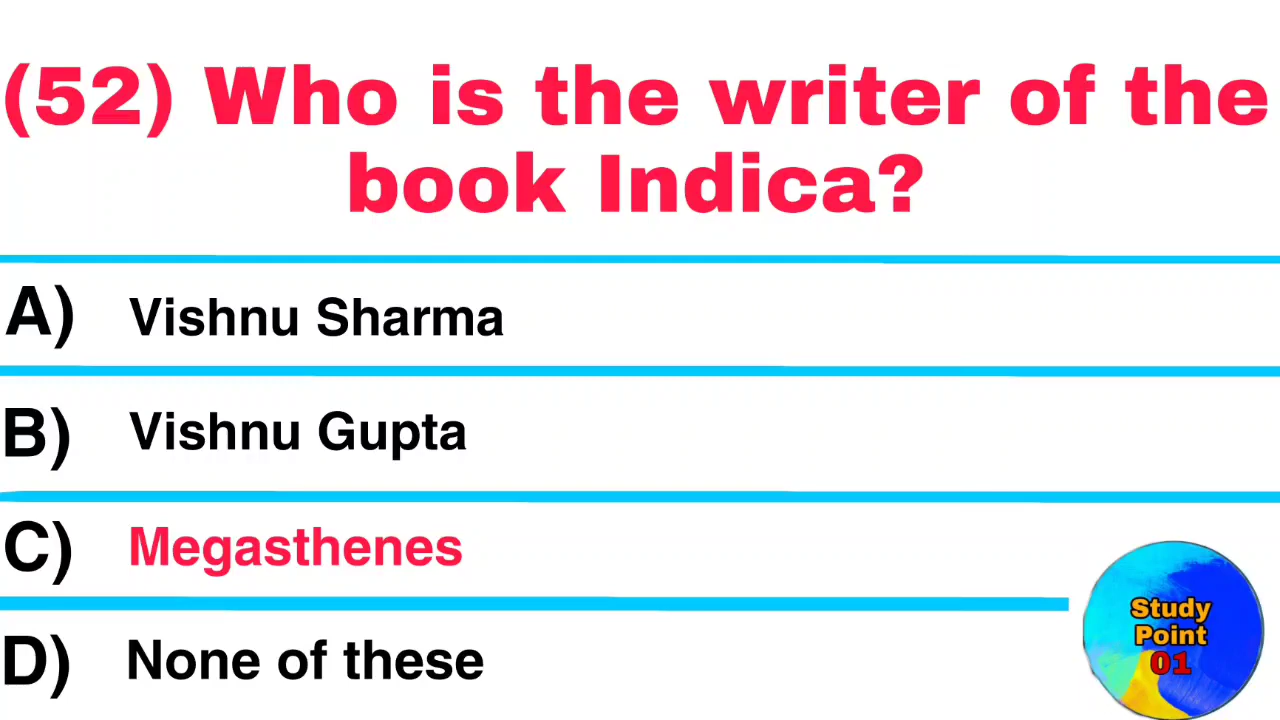 (52) Who is the writer of the
book Indica?
A) Vishnu Sharma
B) Vishnu Gupta
C) Megasthenes
D) None of these
Study
Point
01